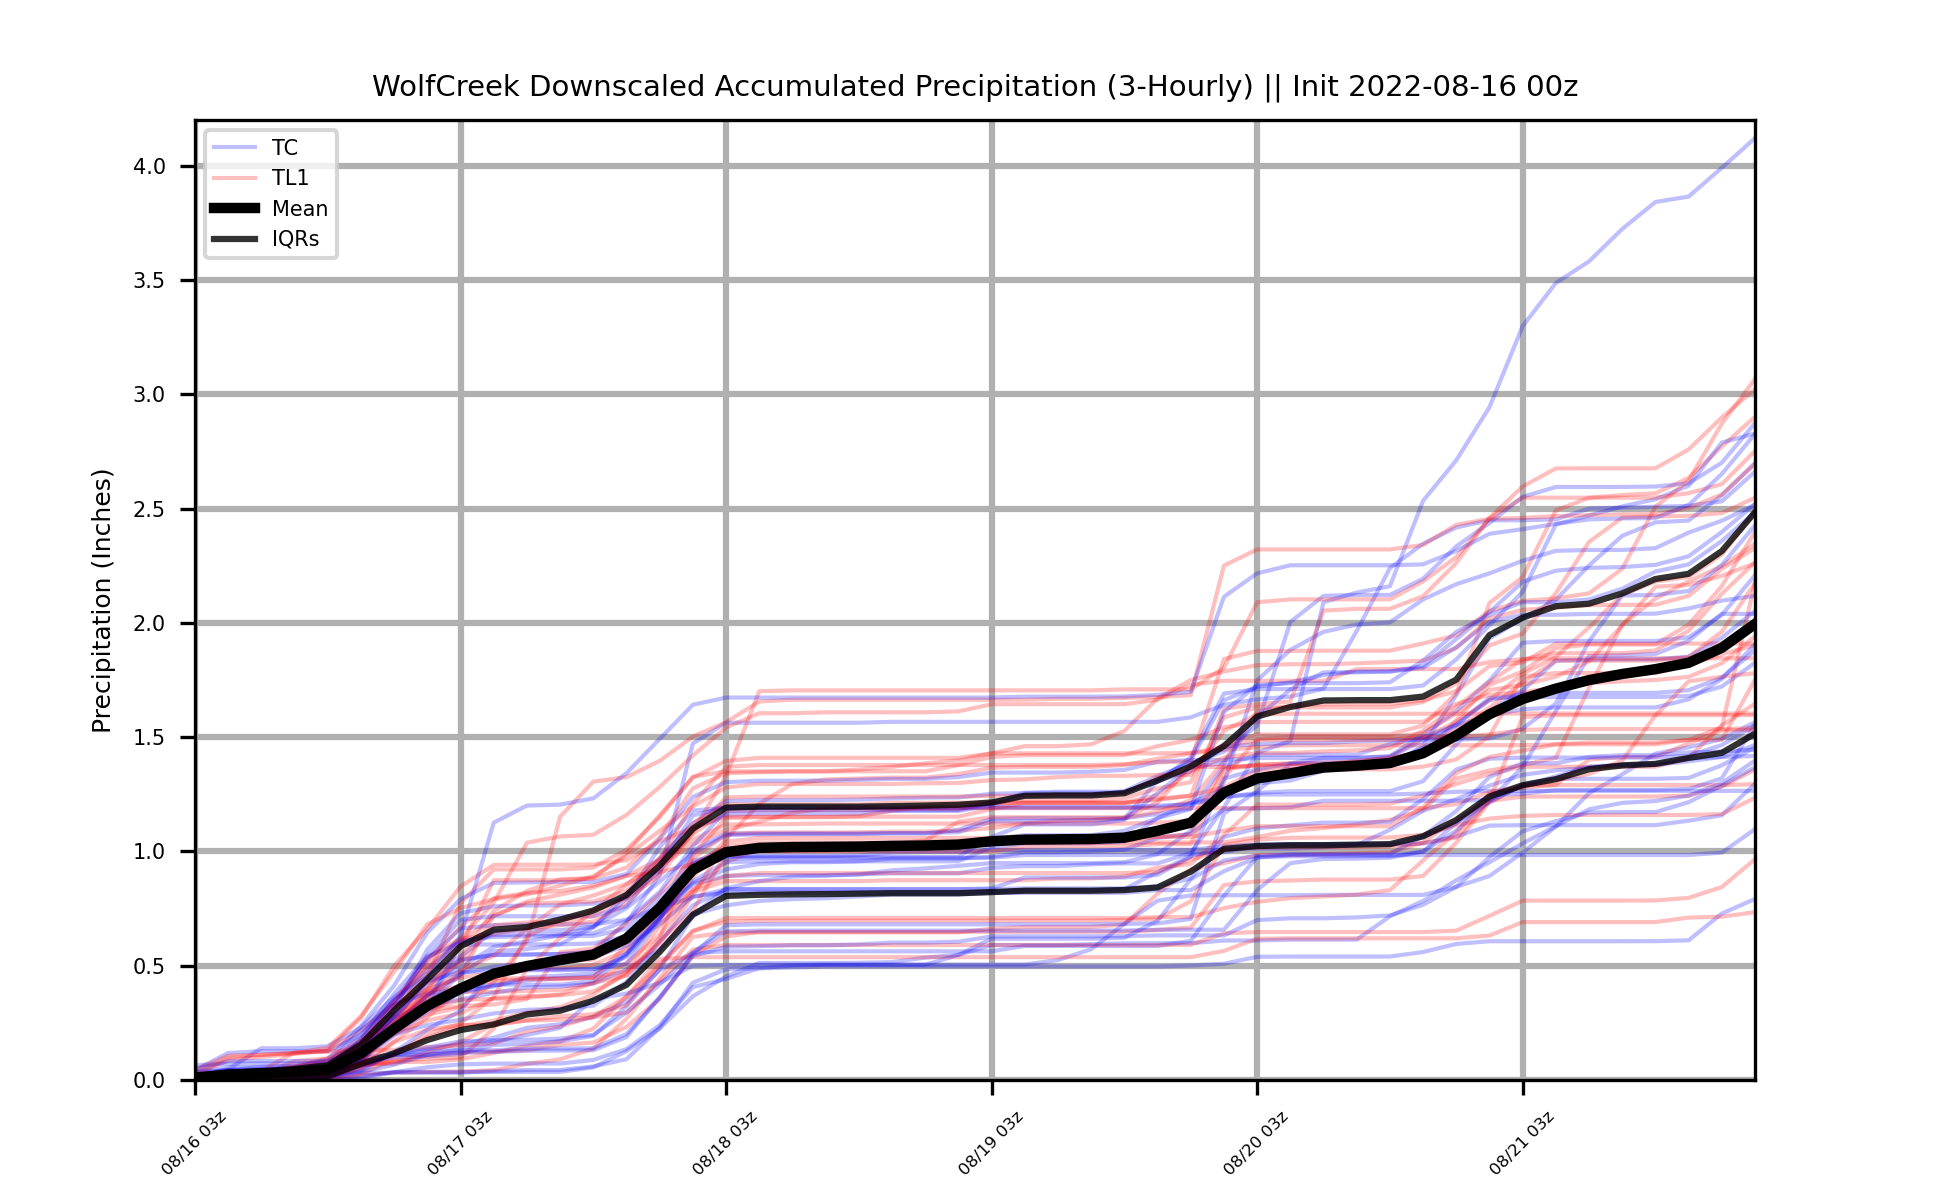 WolfCreek Downscaled Accumulated Precipitation (3-Hourly) || Init 2022-08-16 00z
TC
TL1
Mean
IQRs
Precipitation (Inches)
4.0
3.5
3.0
2.5
2.0
1.5
1.0
0.5
0.0
08/16 03z
08/17 03z
08/18 03z
08/19 03z
08/20 03z
08/21 03z